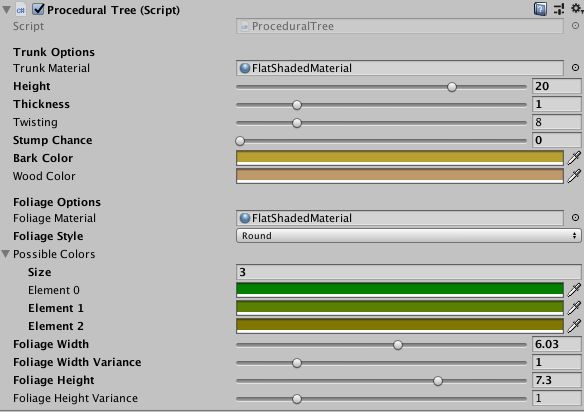 Procedural Tree (Script)
Script ProceduralTree
Trunk Options
Trunk Material FlatShadedMaterial
Height 20
Thickness 1
Twisting 8
Stump Chance 0
Bark Color
Wood Color
Foliage Options
Foliage Material FlatShadedMaterial
Foliage Style Round
Possible Colors
Size 3
Element 0
Element 1
Element 2
Foliage Width 6.03
Foliage Width Variance 1
Foliage Height 7.3
Foliage Height Variance 1